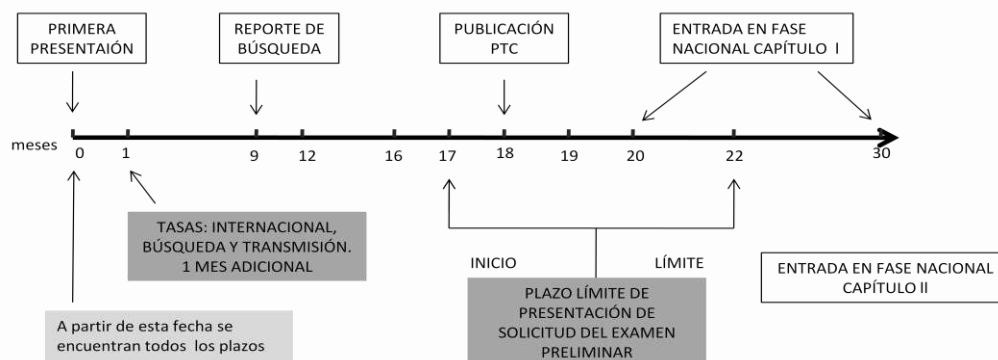 PRIMERA
PRESENTAIÓN
REPORTE DE
BÚSQUEDA
PUBLICACIÓN
PTC
ENTRADA EN FASE
NACIONAL CAPÍTULO I
meses
0 1 9 12 16 17 18 19 20 22 30
TASAS: INTERNACIONAL,
BÚSQUEDA Y TRANSMISIÓN.
1 MES ADICIONAL
INICIO
LÍMITE
PLAZO LÍMITE DE
PRESENTACIÓN DE
SOLICITUD DEL EXAMEN
PRELIMINAR
ENTRADA EN FASE NACIONAL
CAPÍTULO II
A partir de esta fecha se
encuentran todos los plazos